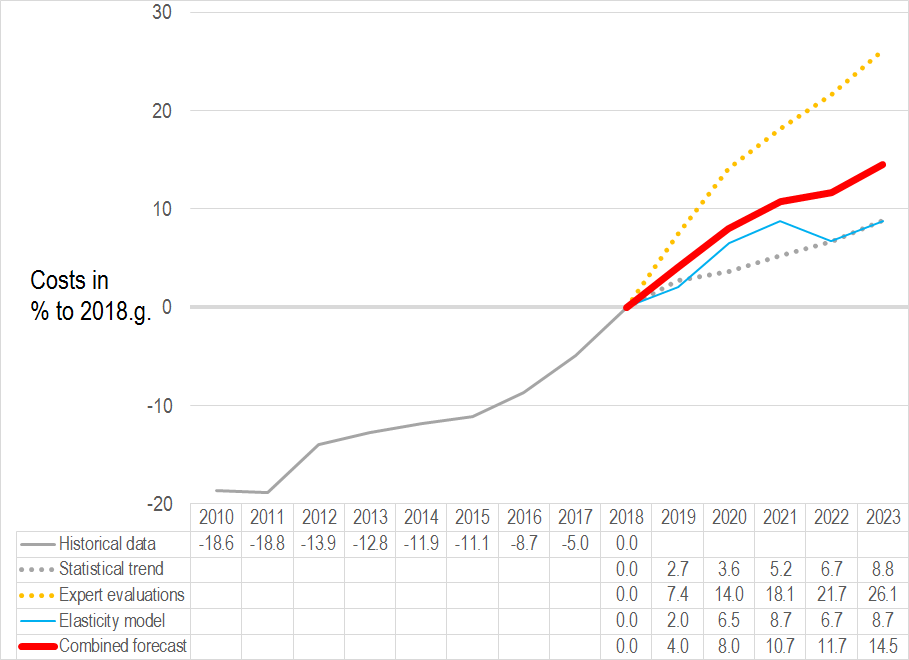 30
20
10
Costs in
% to 2018.g.
0
-10
-20
2010 2011 2012 2013 2014 2015 2016 2017 2018 2019 2020 2021 2022 2023
Historical data -18.6 -18.8 -13.9 -12.8 -11.9 -11.1 -8.7 -5.0 0.0
Statistical trend 0.0 2.7 3.6 5.2 6.7 8.8
Expert evaluations 0.0 7.4 14.0 18.1 21.7 26.1
Elasticity model 0.0 2.0 6.5 8.7 6.7 8.7
Combined forecast 0.0 4.0 8.0 10.7 11.7 14.5